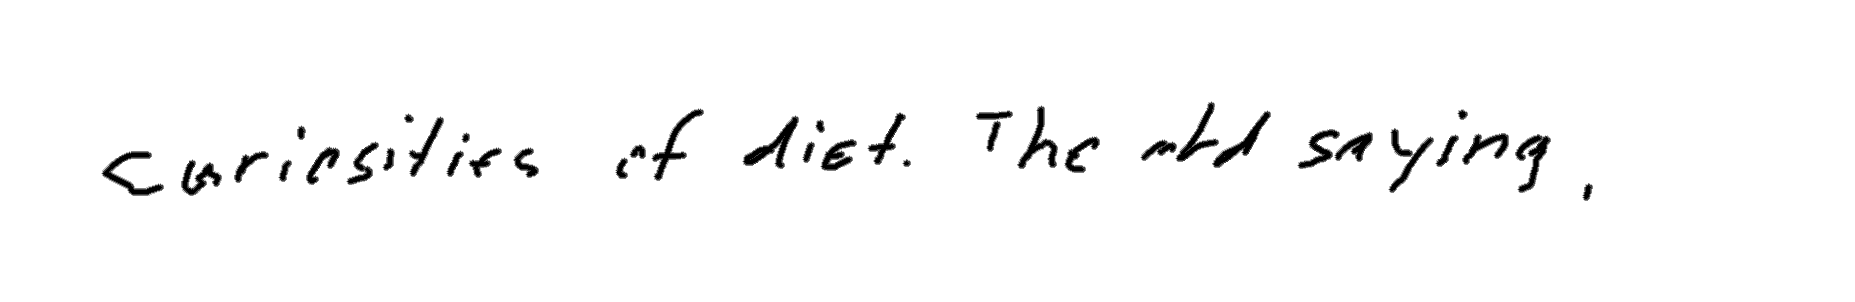 Curiosities of diet. The old saying,